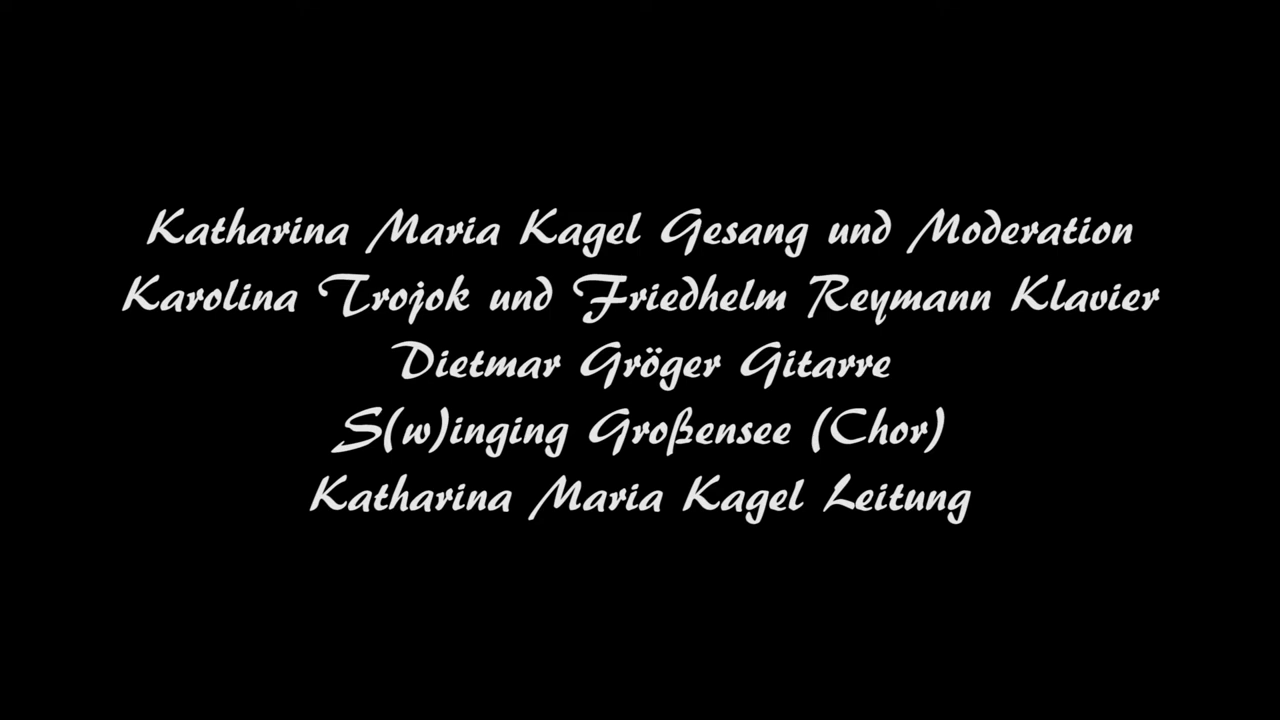 Katharina Maria Kagel Gesang und Moderation
Karolina Trojok und Friedhelm Reymann Klavier
Dietmar Gröger Gitarre
S(w)inging Großensee (Chor)
Katharina Maria Kagel Leitung